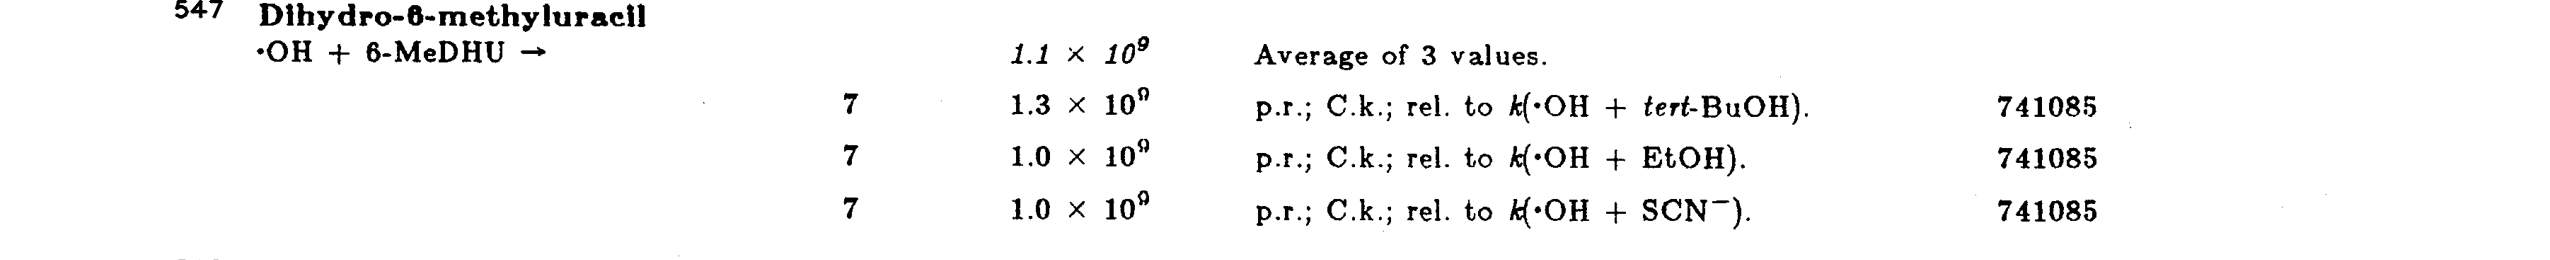 547 Dihydro-6-methyluracil
·OH + 6-MeDHU → 1.1 × 10⁹ Average of 3 values.
7 1.3 × 10⁹ p.r.; C.k.; rel. to k(·OH + tert-BuOH). 741085
7 1.0 × 10⁹ p.r.; C.k.; rel. to k(·OH + EtOH). 741085
7 1.0 × 10⁹ p.r.; C.k.; rel. to k(·OH + SCN⁻). 741085